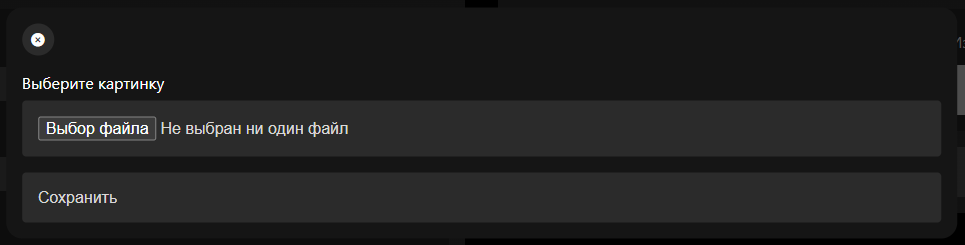 Выберите картинку
Выбор файла Не выбран ни один файл
Сохранить